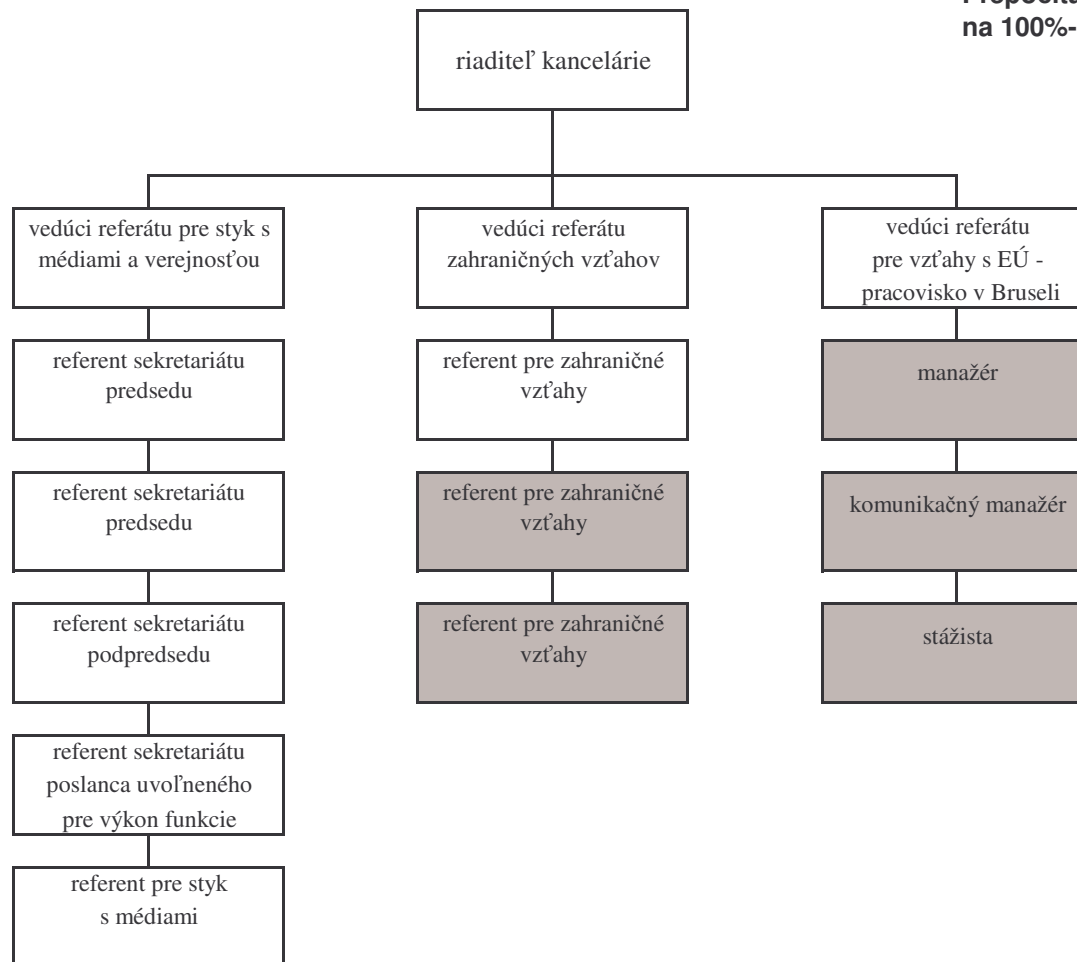 na 100%-
riaditeľ kancelárie
vedúci referátu pre styk s
médiami a verejnosťou
referent sekretariátu
predsedu
referent sekretariátu
predsedu
referent sekretariátu
podpredsedu
referent sekretariátu
poslanca uvoľneného
pre výkon funkcie
referent pre styk
s médiami
vedúci referátu
zahraničných vzťahov
referent pre zahraničné
vzťahy
referent pre zahraničné
vzťahy
referent pre zahraničné
vzťahy
vedúci referátu
pre vzťahy s EÚ -
pracovisko v Bruseli
manažér
komunikačný manažér
stážista